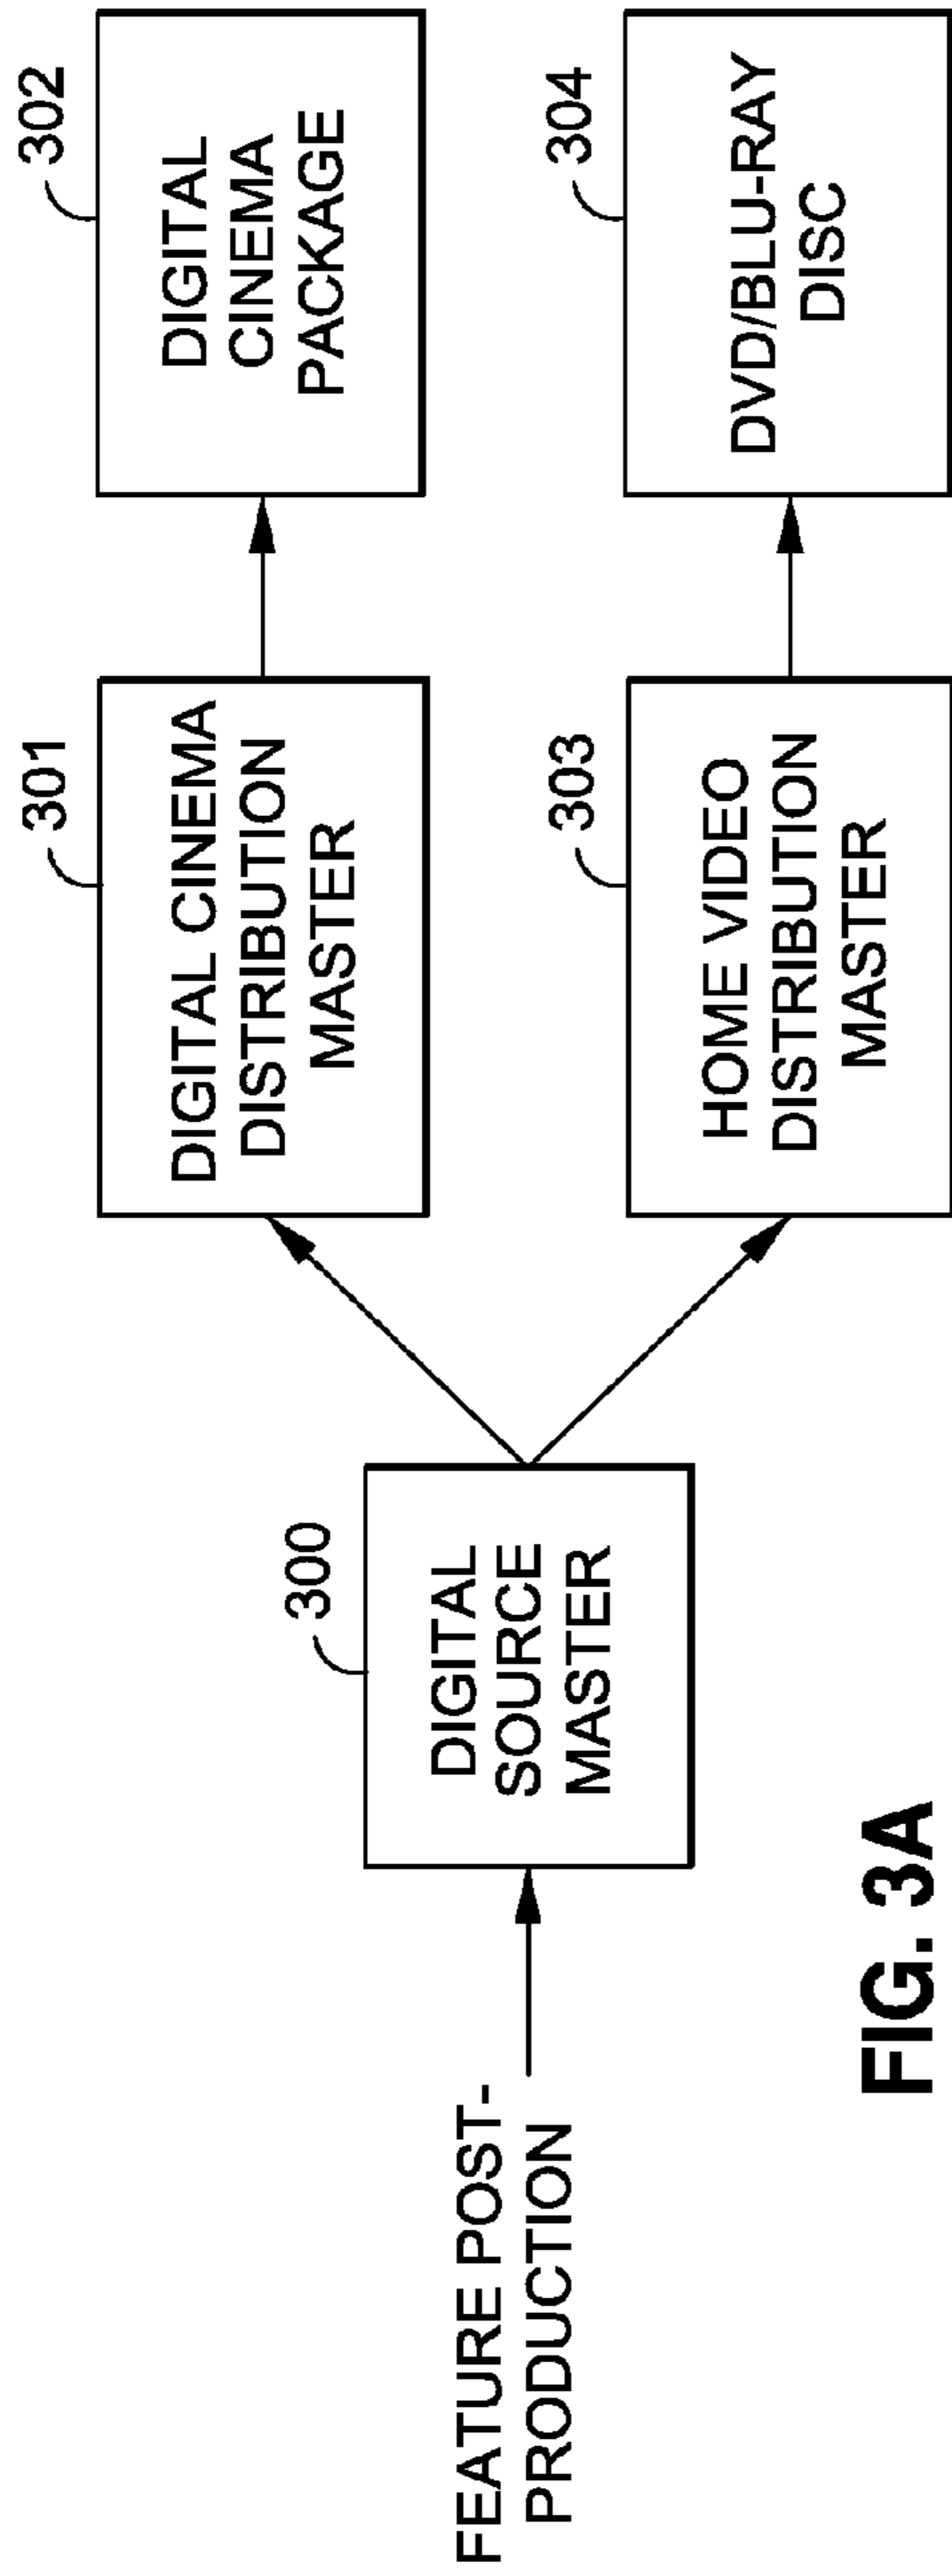 FEATURE POST-
PRODUCTION
300
DIGITAL
SOURCE
MASTER
301
DIGITAL CINEMA
DISTRIBUTION
MASTER
302
DIGITAL
CINEMA
PACKAGE
303
HOME VIDEO
DISTRIBUTION
MASTER
304
DVD/BLU-RAY
DISC
FIG. 3A